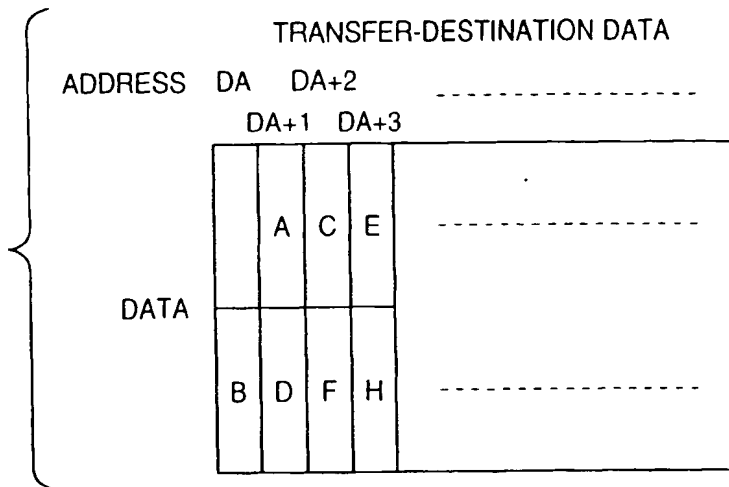 TRANSFER-DESTINATION DATA
ADDRESS DA DA+2
DA+1 DA+3
A C E
DATA
B D F H